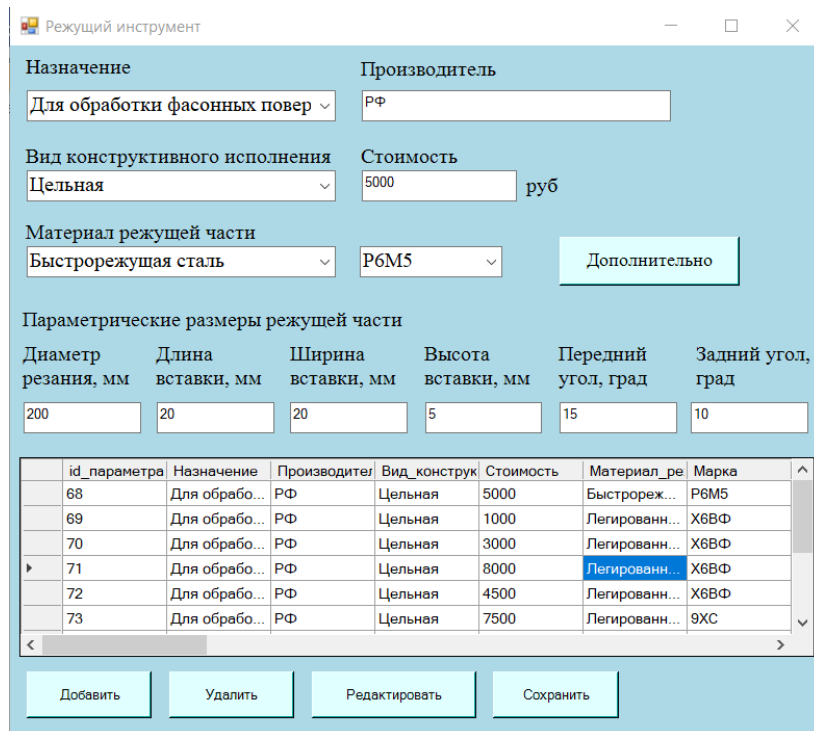 Режущий инструмент
Назначение Производитель
Для обработки фасонных повер РФ
Вид конструктивного исполнения Стоимость
Цельная 5000 руб
Материал режущей части
Быстрорежущая сталь Р6М5 Дополнительно
Параметрические размеры режущей части
Диаметр Длина Ширина Высота Передний Задний угол,
резания, мм вставки, мм вставки, мм вставки, мм угол, град град
200 20 20 5 15 10
id_параметра Назначение Производител Вид_конструк Стоимость Материал_ре Марка
68 Для обрабо... РФ Цельная 5000 Быстрореж... Р6М5
69 Для обрабо... РФ Цельная 1000 Легированн... Х6ВФ
70 Для обрабо... РФ Цельная 3000 Легированн... Х6ВФ
71 Для обрабо... РФ Цельная 8000 Легированн... Х6ВФ
72 Для обрабо... РФ Цельная 4500 Легированн... Х6ВФ
73 Для обрабо... РФ Цельная 7500 Легированн... 9ХС
Добавить Удалить Редактировать Сохранить